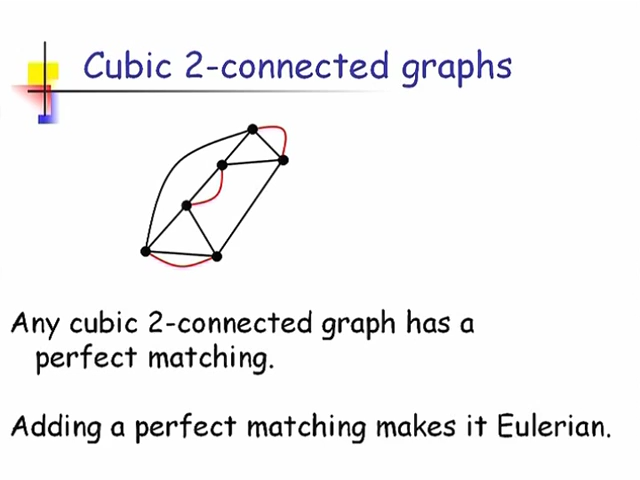 Cubic 2-connected graphs
Any cubic 2-connected graph has a
perfect matching.
Adding a perfect matching makes it Eulerian.